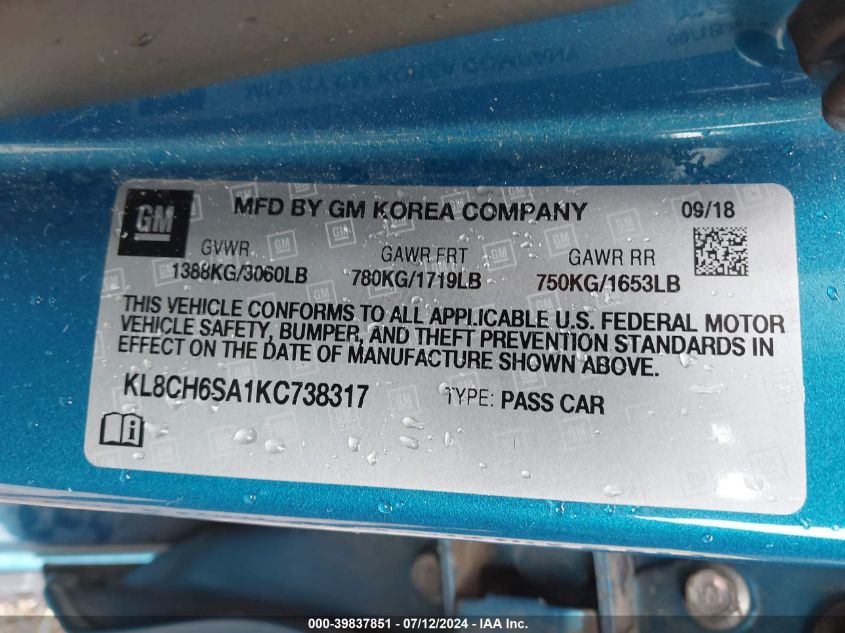 GM
MFD BY GM KOREA COMPANY 09/18
GVWR GAWR FRT GAWR RR
1388KG/3060LB 780KG/1719LB 750KG/1653LB
THIS VEHICLE CONFORMS TO ALL APPLICABLE U.S. FEDERAL MOTOR
VEHICLE SAFETY, BUMPER, AND THEFT PREVENTION STANDARDS IN
EFFECT ON THE DATE OF MANUFACTURE SHOWN ABOVE.
KL8CH6SA1KC738317 TYPE: PASS CAR
000-39837851 - 07/12/2024 - IAA Inc.